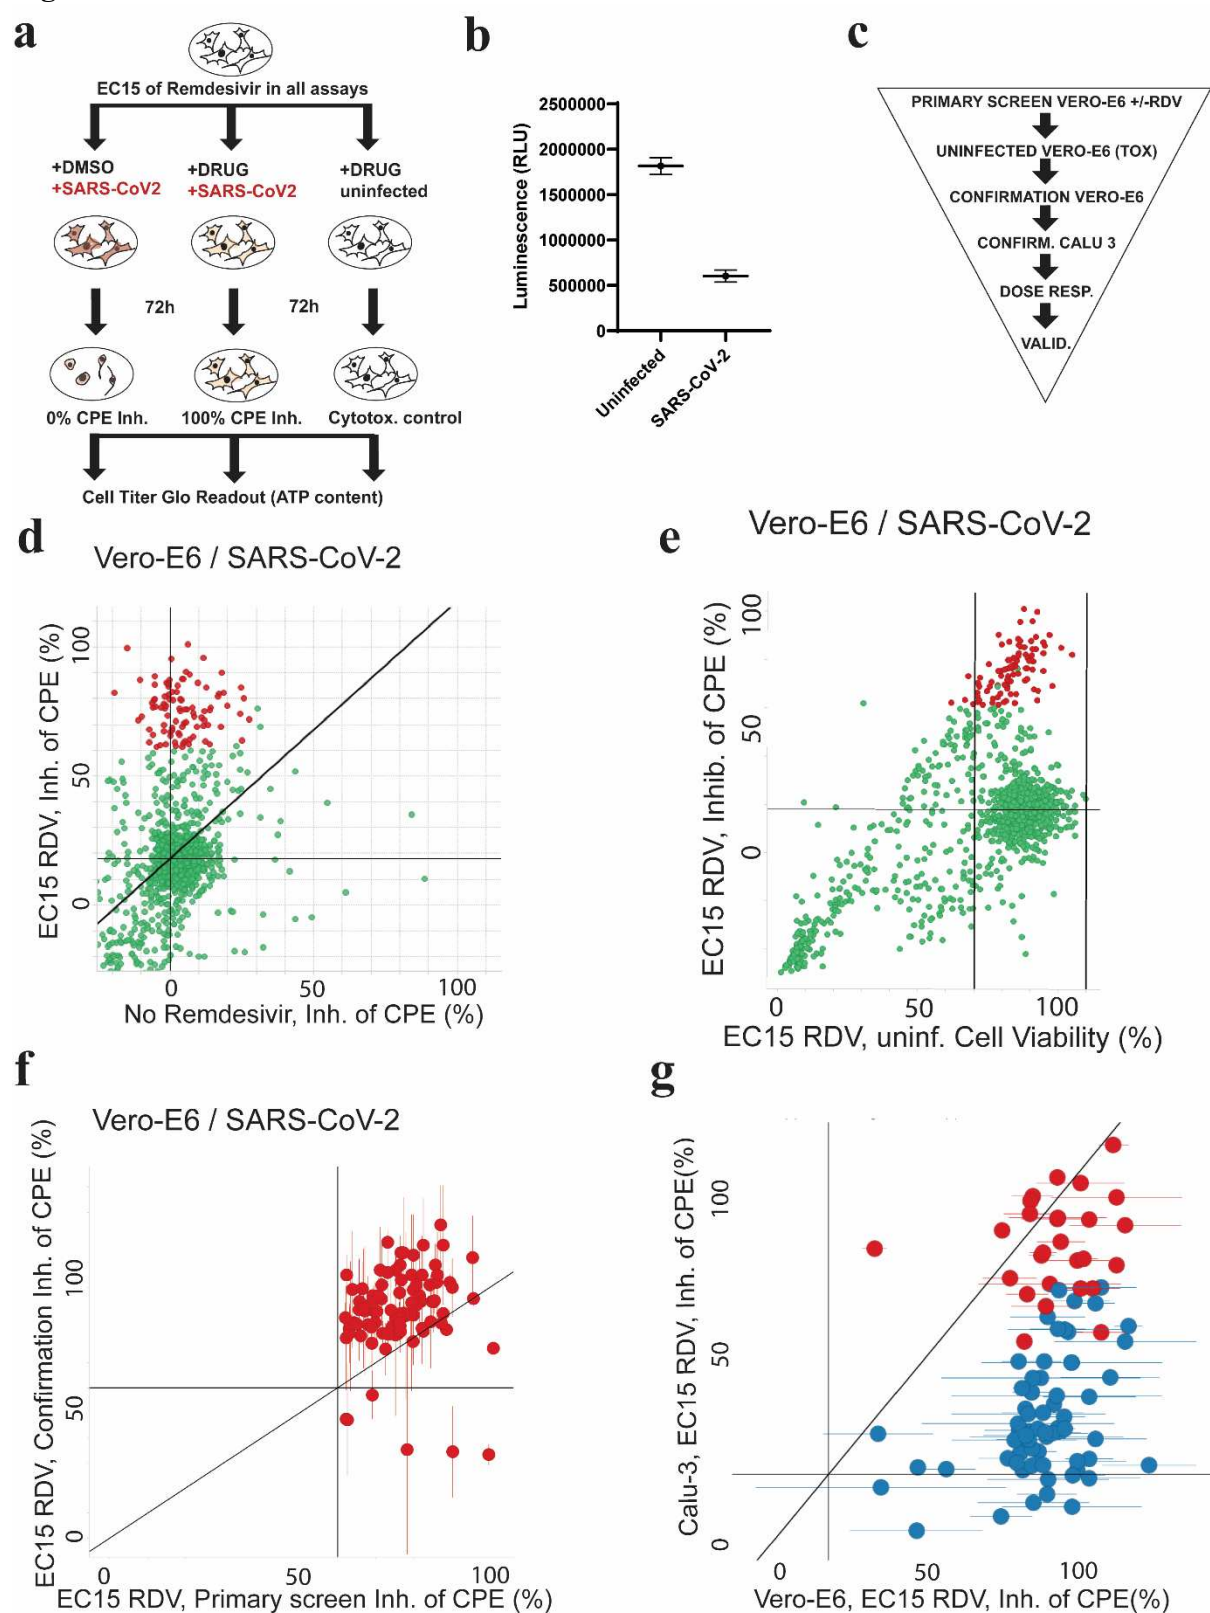 a
EC15 of Remdesivir in all assays
+DMSO +DRUG +DRUG
+SARS-CoV2 +SARS-CoV2 uninfected
72h 72h
0% CPE Inh. 100% CPE Inh. Cytotox. control
Cell Titer Glo Readout (ATP content)
b
Luminescence (RLU)
2500000
2000000
1500000
1000000
500000
0
Uninfected
SARS-CoV-2
c
PRIMARY SCREEN VERO-E6 +/-RDV
UNINFECTED VERO-E6 (TOX)
CONFIRMATION VERO-E6
CONFIRM. CALU 3
DOSE RESP.
VALID.
d
Vero-E6 / SARS-CoV-2
EC15 RDV, Inh. of CPE (%)
100
50
0
0 50 100
No Remdesivir, Inh. of CPE (%)
e
Vero-E6 / SARS-CoV-2
EC15 RDV, Inhib. of CPE (%)
100
50
0
0 50 100
EC15 RDV, uninf. Cell Viability (%)
f
Vero-E6 / SARS-CoV-2
EC15 RDV, Confirmation Inh. of CPE (%)
100
50
0
50 100
EC15 RDV, Primary screen Inh. of CPE (%)
g
Calu-3, EC15 RDV, Inh. of CPE(%)
100
50
0
0 50 100
Vero-E6, EC15 RDV, Inh. of CPE(%)